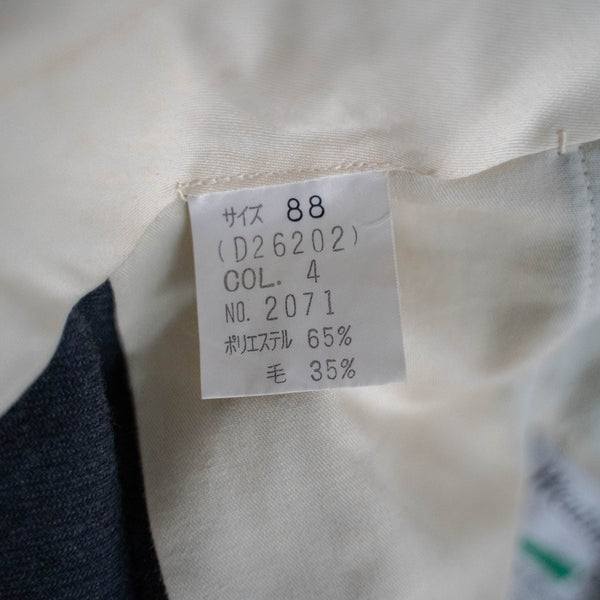 サイズ 88
(D26202)
COL. 4
NO. 2071
ポリエステル 65%
毛 35%